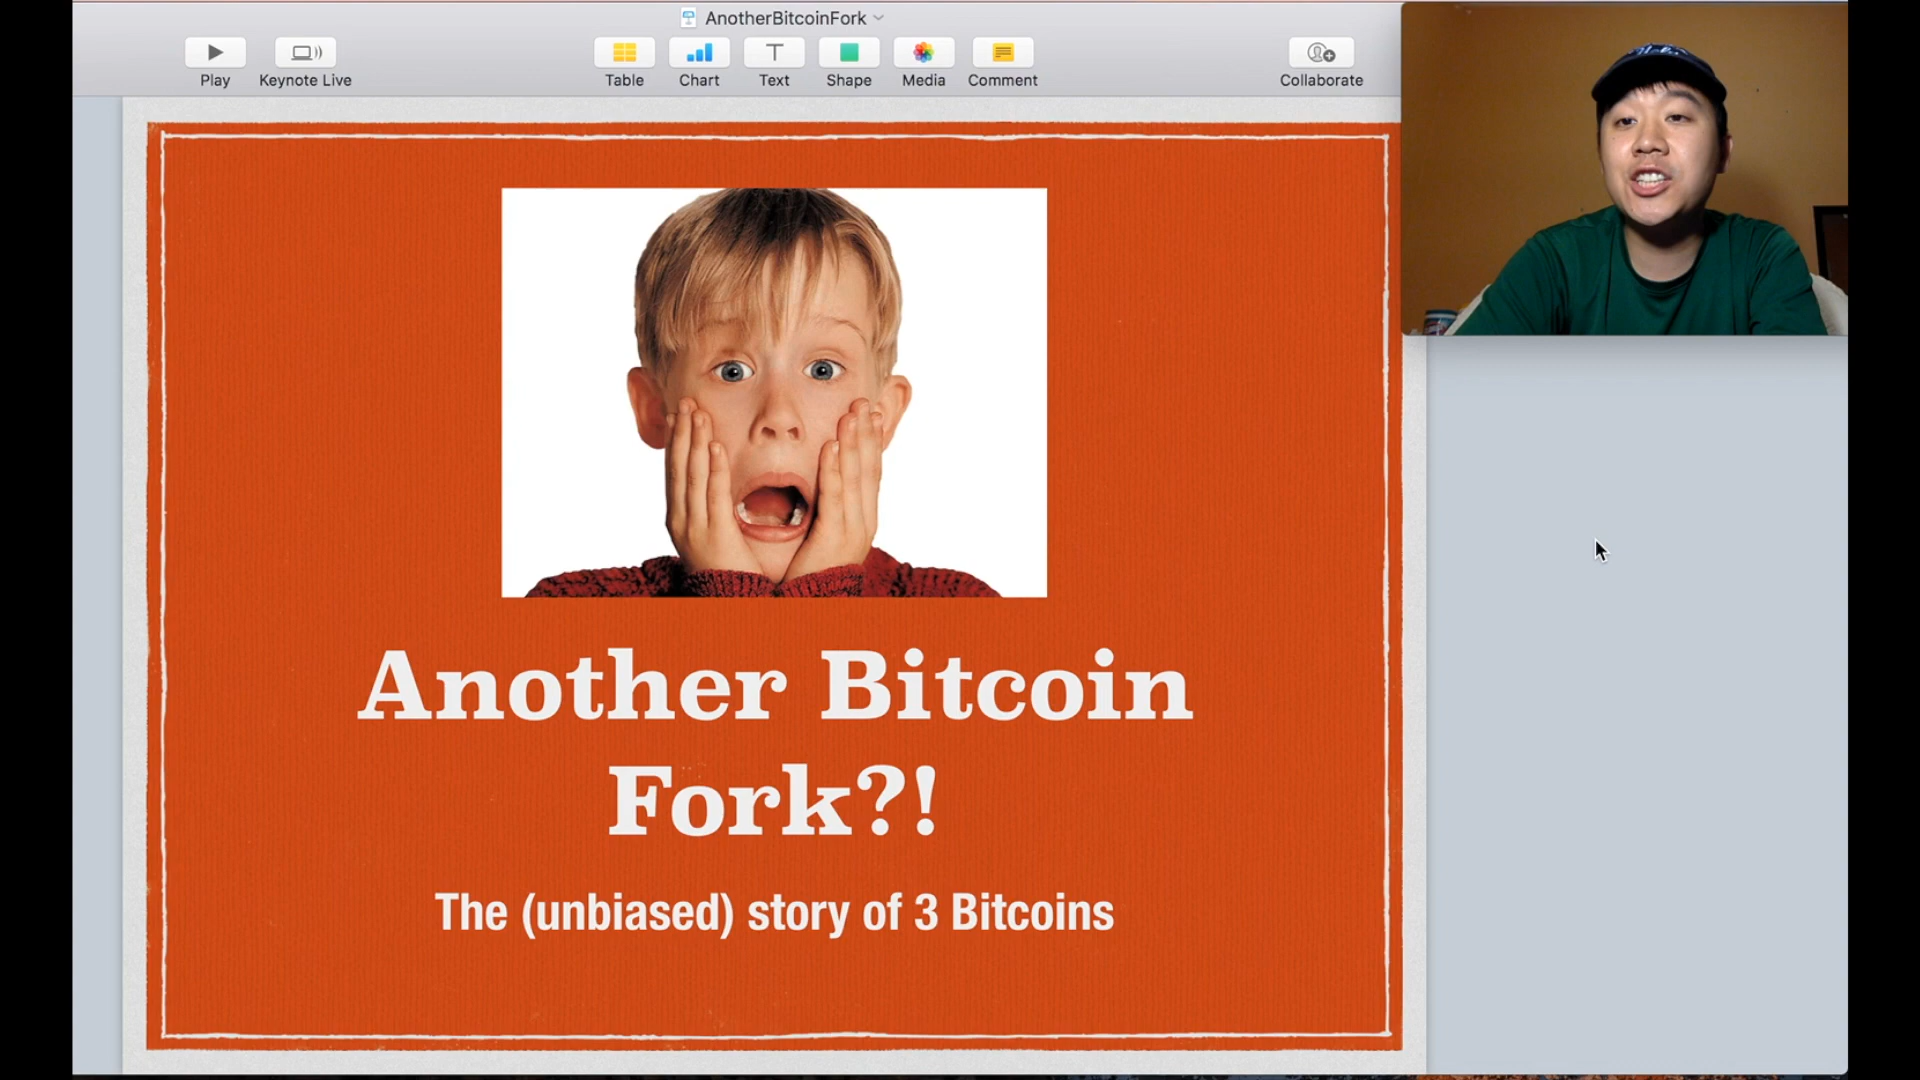 AnotherBitcoinFork
Play
Keynote Live
Table
Chart
Text
Shape
Media
Comment
Collaborate
Another Bitcoin
Fork?!
The (unbiased) story of 3 Bitcoins